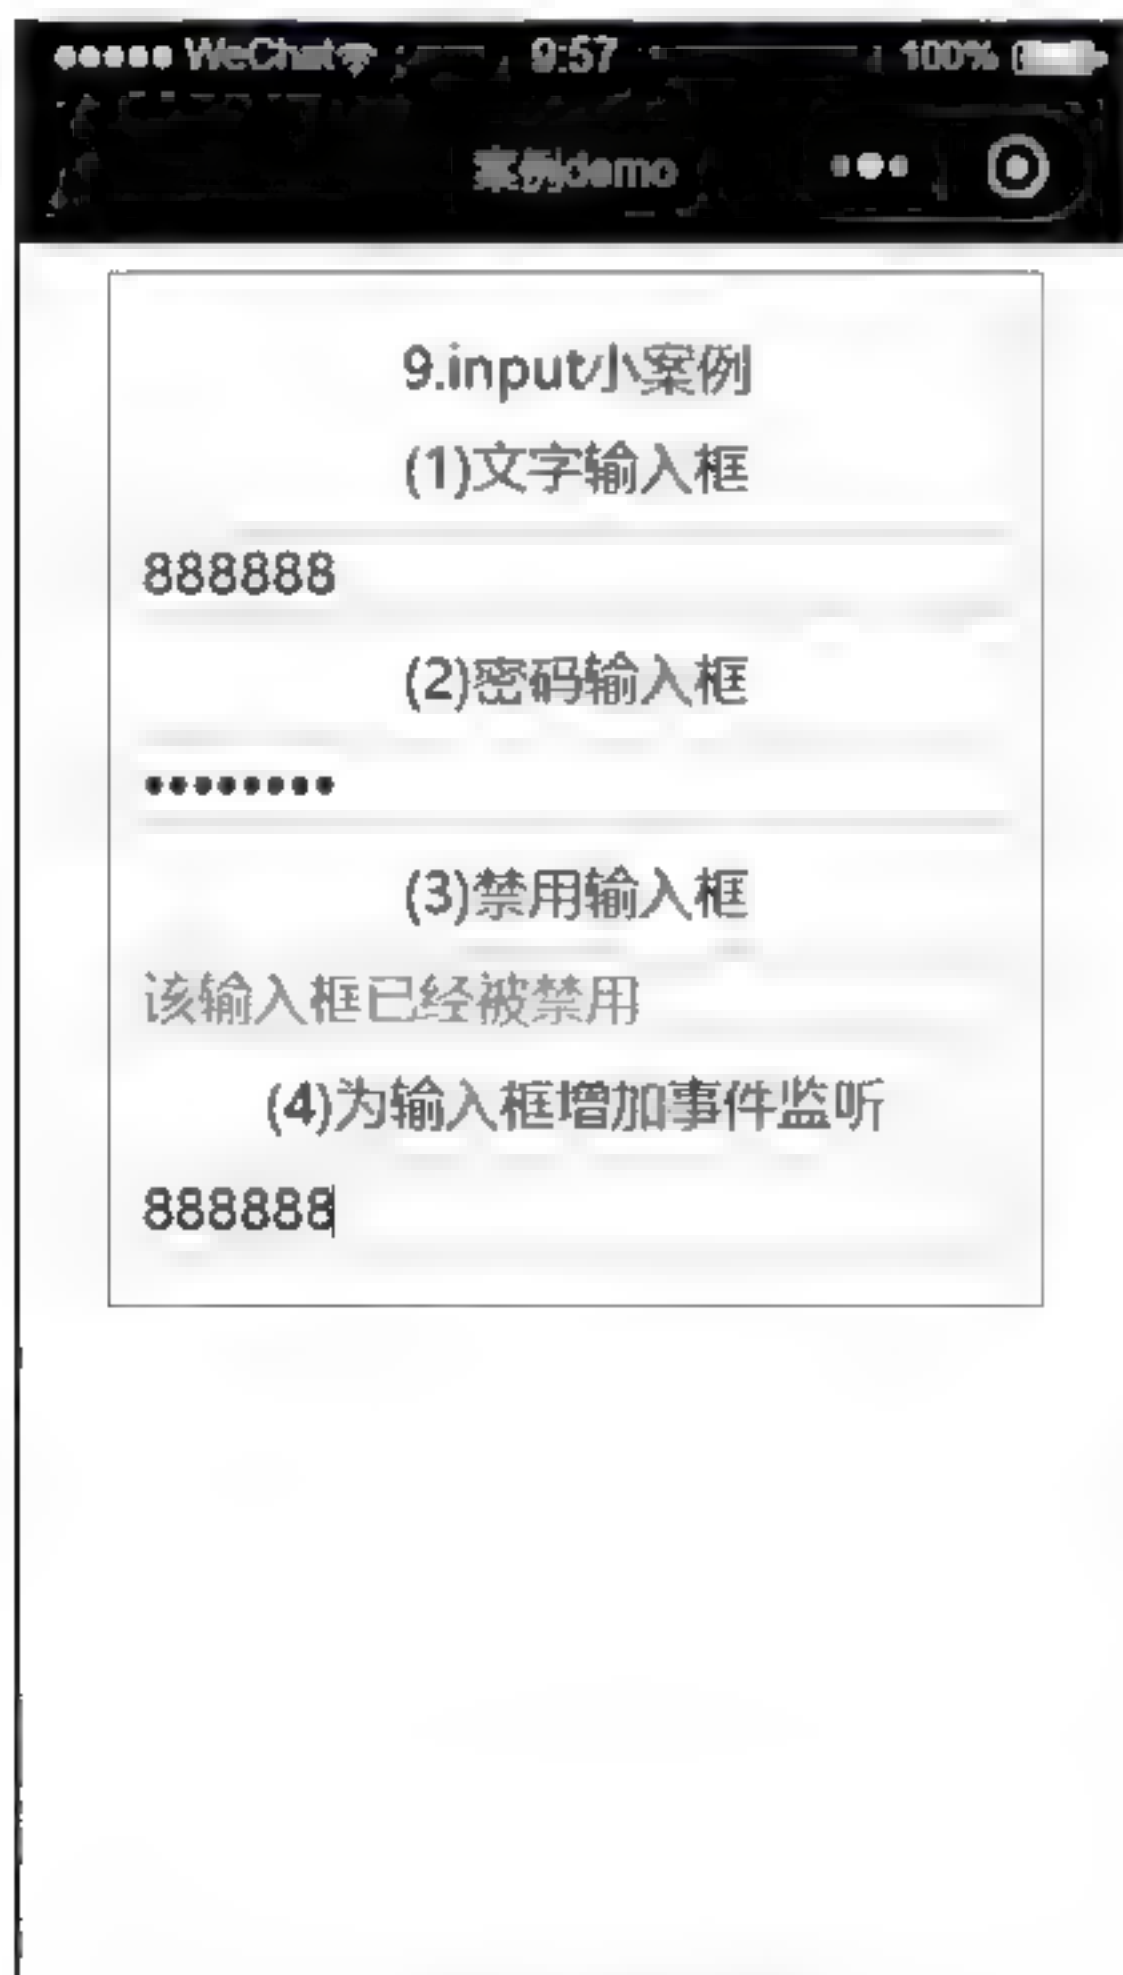 WeChat 9:57 100%
案例demo
9.input小案例
(1)文字输入框
888888
(2)密码输入框
••••••••
(3)禁用输入框
该输入框已经被禁用
(4)为输入框增加事件监听
888888